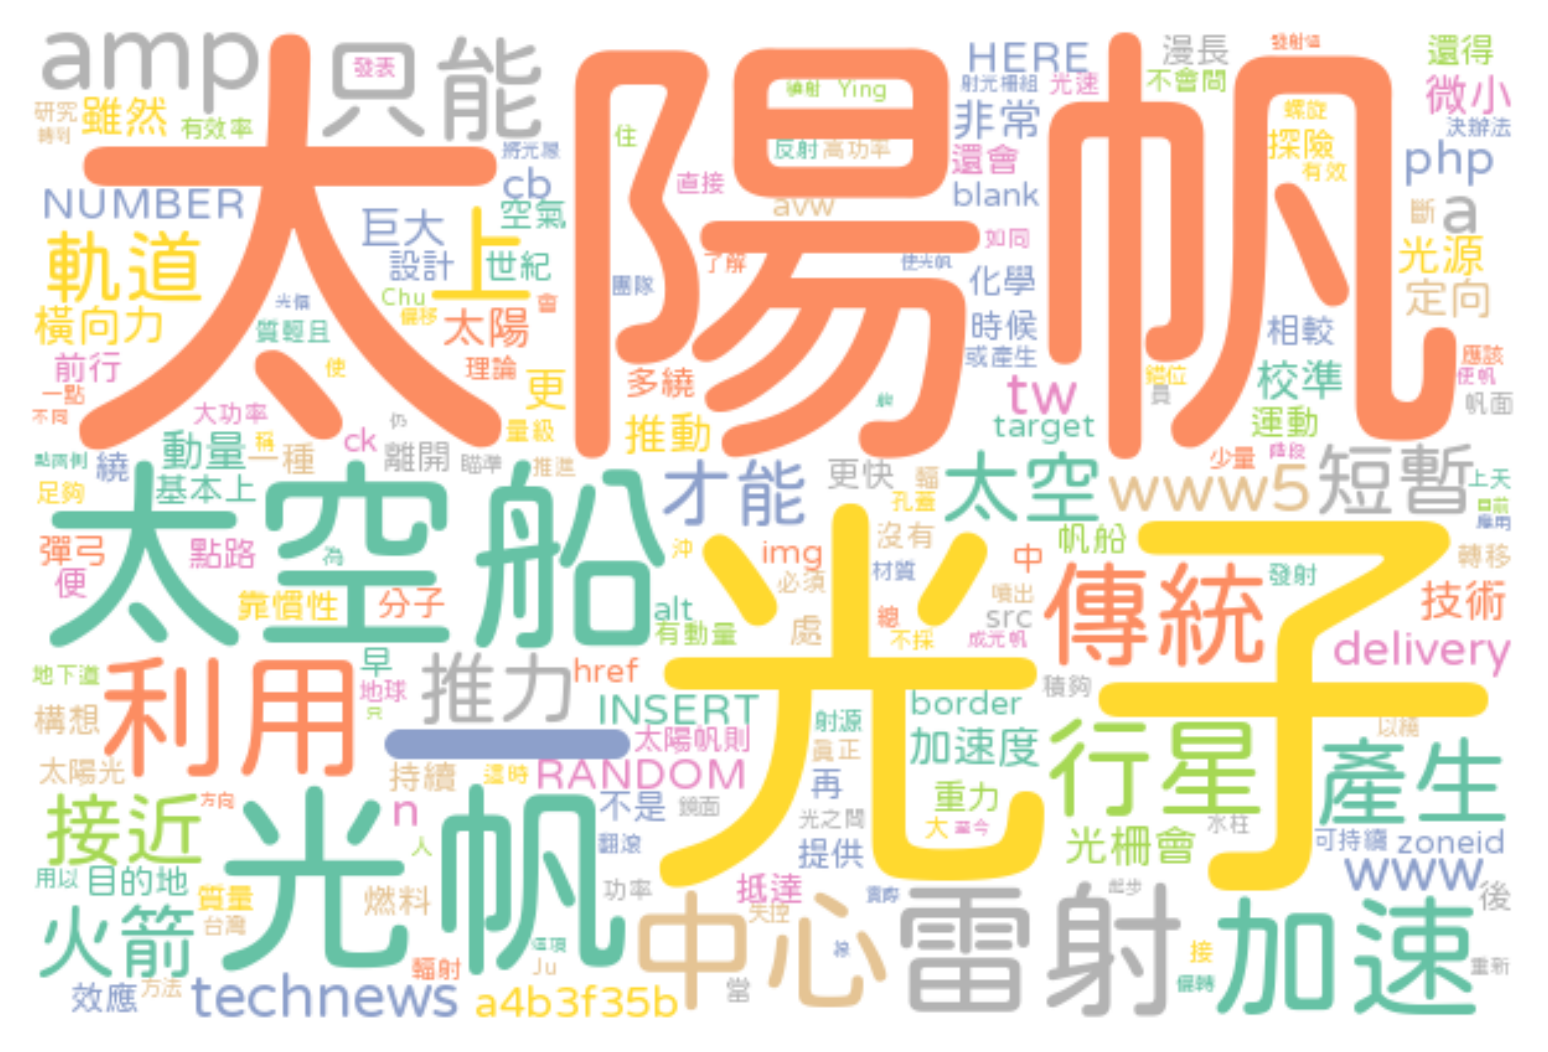 amp
只能
太陽帆
發表
研究
轉到
雖然
有效率
NUMBER
軌道
橫向力
前行
一點
不同
大功率
巨大
設計
上
世紀
空氣
cb
Chu
偏移
質輕且
太陽
理論
更
量級
使
會
住
直接
團隊
了解
多繞
推動
Ying
反射
高功率
avw
如同
使光帆
HERE
漫長
發射
射光柵組
光速
不會問
非常
還會
blank
化學
時候
或產生
tw
target
還得
微小
決辦法
螺旋
探險
有效
php
斷
a
光源
定向
相較
校準
錯位
員
運動
應該
便帆
帆面
少量
階段
動量
稱
一種
ck
仍
離開
瞄準
推進
點兩側
繞
足夠
基本上
太空船
才能
更快
輻
孔蓋
太空
www5
短暫
上天
目前
應用
彈弓
便
點路
為
靠慣性
分子
沖
img
必須
沒有
材質
中
帆船
噴出
src
傳統
發射
轉移
技術
光子
alt
有動量
處
總
不採
成光帆
delivery
地下道
構想
太陽光
利用
早
地球
只
推力
href
INSERT
一
太陽帆則
持續
這時
RANDOM
射源
真正
border
積夠
加速度
行星
以繞
產生
接近
方向
光帆
n
人
不是
鏡面
翻滾
再
光之間
提供
重力
大
至今
光柵會
水柱
可持續
zoneid
www
用以
目的地
質量
台灣
燃料
功率
抵達
失控
實際
起步
後
火箭
效應
方法
technews
輻射
這項
Ju
a4b3f35b
中心
當
雷射
接
偏轉
加速
重新